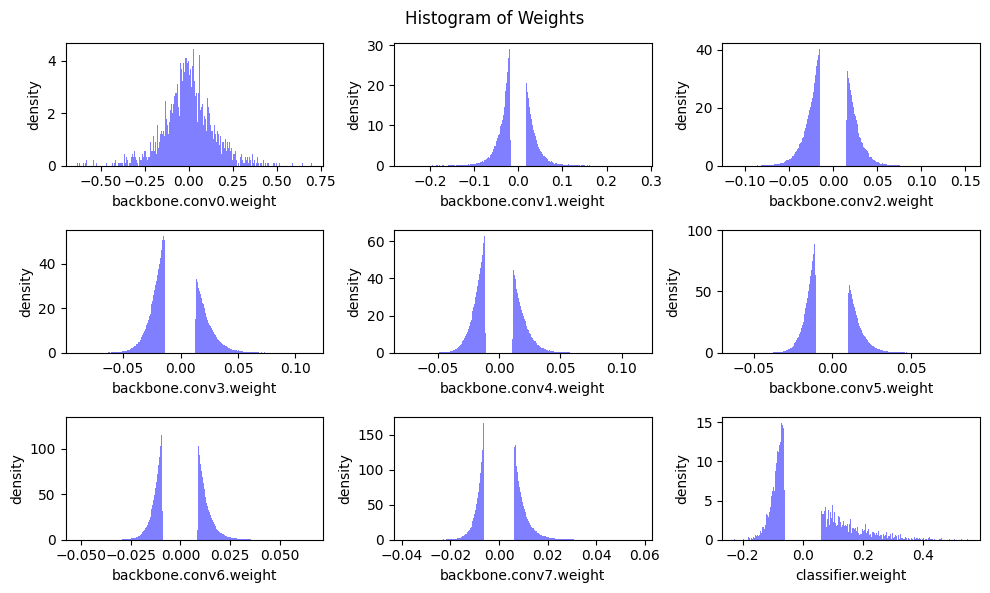 Histogram of Weights
density
4
2
0
−0.50 −0.25 0.00 0.25 0.50 0.75
backbone.conv0.weight
density
30
20
10
0
−0.2 −0.1 0.0 0.1 0.2 0.3
backbone.conv1.weight
density
40
20
0
−0.10 −0.05 0.00 0.05 0.10 0.15
backbone.conv2.weight
density
40
20
0
−0.05 0.00 0.05 0.10
backbone.conv3.weight
density
60
40
20
0
−0.05 0.00 0.05 0.10
backbone.conv4.weight
density
100
50
0
−0.05 0.00 0.05
backbone.conv5.weight
density
100
50
0
−0.050 −0.025 0.000 0.025 0.050
backbone.conv6.weight
density
150
100
50
0
−0.04 −0.02 0.00 0.02 0.04 0.06
backbone.conv7.weight
density
15
10
5
0
−0.2 0.0 0.2 0.4
classifier.weight